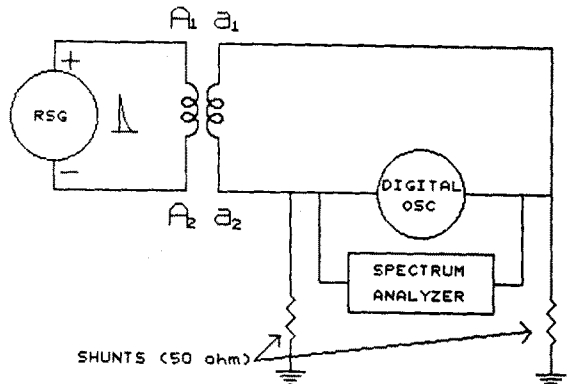 A1 a1
+
RSG
−
A2 a2
DIGITAL
OSC
SPECTRUM
ANALYZER
SHUNTS (50 ohm)